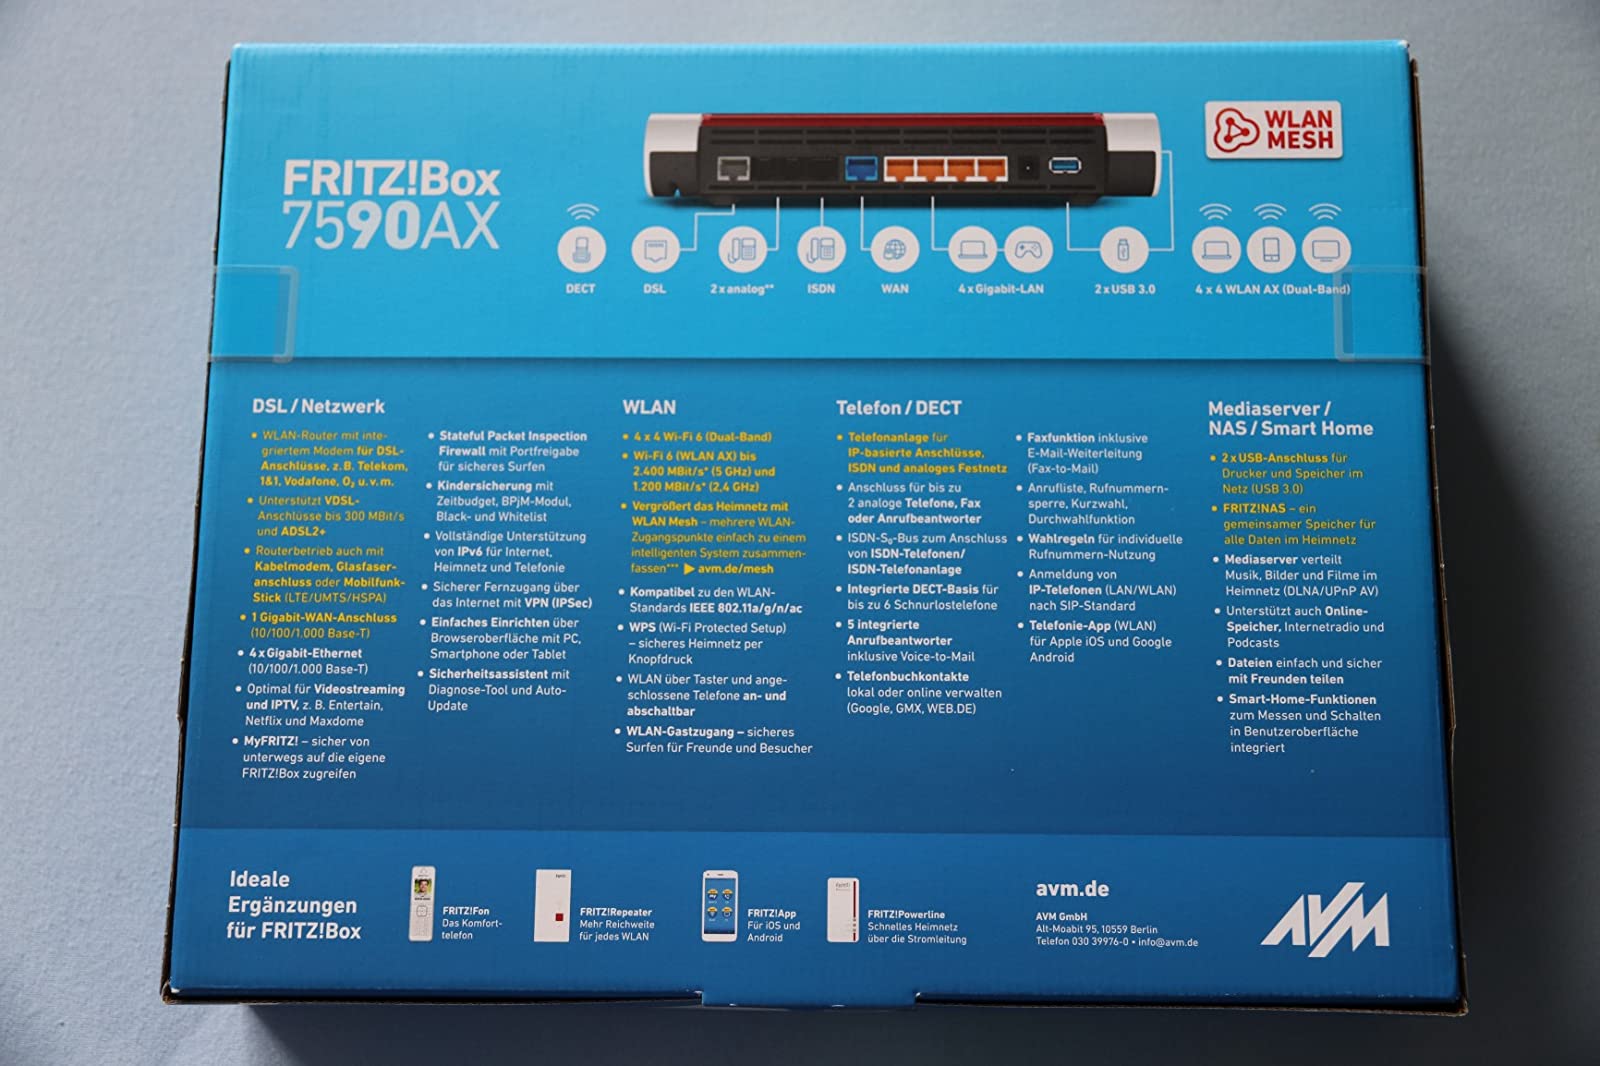 FRITZ!Box
7590AX
WLAN
MESH
DECT
DSL
2 x analog**
ISDN
WAN
4 x Gigabit-LAN
2 x USB 3.0
4 x 4 WLAN AX (Dual-Band)
DSL / Netzwerk
• WLAN-Router mit inte-
griertem Modem für DSL-
Anschlüsse, z. B. Telekom,
1&1, Vodafone, O₂ u. v. m.
• Unterstützt VDSL-
Anschlüsse bis 300 MBit/s
und ADSL2+
• Routerbetrieb auch mit
Kabelmodem, Glasfaser-
anschluss oder Mobilfunk-
Stick (LTE/UMTS/HSPA)
• 1 Gigabit-WAN-Anschluss
(10/100/1.000 Base-T)
• 4 x Gigabit-Ethernet
(10/100/1.000 Base-T)
• Optimal für Videostreaming
und IPTV, z. B. Entertain,
Netflix und Maxdome
• MyFRITZ! – sicher von
unterwegs auf die eigene
FRITZ!Box zugreifen
• Stateful Packet Inspection
Firewall mit Portfreigabe
für sicheres Surfen
• Kindersicherung mit
Zeitbudget, BPjM-Modul,
Black- und Whitelist
• Vollständige Unterstützung
von IPv6 für Internet,
Heimnetz und Telefonie
• Sicherer Fernzugang über
das Internet mit VPN (IPSec)
• Einfaches Einrichten über
Browseroberfläche mit PC,
Smartphone oder Tablet
• Sicherheitsassistent mit
Diagnose-Tool und Auto-
Update
WLAN
• 4 x 4 Wi-Fi 6 (Dual-Band)
• Wi-Fi 6 (WLAN AX) bis
2.400 MBit/s* (5 GHz) und
1.200 MBit/s* (2,4 GHz)
• Vergrößert das Heimnetz mit
WLAN Mesh – mehrere WLAN-
Zugangspunkte einfach zu einem
intelligenten System zusammen-
fassen*** ▶ avm.de/mesh
• Kompatibel zu den WLAN-
Standards IEEE 802.11a/g/n/ac
• WPS (Wi-Fi Protected Setup)
– sicheres Heimnetz per
Knopfdruck
• WLAN über Taster und ange-
schlossene Telefone an- und
abschaltbar
• WLAN-Gastzugang – sicheres
Surfen für Freunde und Besucher
Telefon / DECT
• Telefonanlage für
IP-basierte Anschlüsse,
ISDN und analoges Festnetz
• Anschluss für bis zu
2 analoge Telefone, Fax
oder Anrufbeantworter
• ISDN-S₀-Bus zum Anschluss
von ISDN-Telefonen/
ISDN-Telefonanlage
• Integrierte DECT-Basis für
bis zu 6 Schnurlostelefone
• 5 integrierte
Anrufbeantworter
inklusive Voice-to-Mail
• Telefonbuchkontakte
lokal oder online verwalten
(Google, GMX, WEB.DE)
• Faxfunktion inklusive
E-Mail-Weiterleitung
(Fax-to-Mail)
• Anrufliste, Rufnummern-
sperre, Kurzwahl,
Durchwahlfunktion
• Wahlregeln für individuelle
Rufnummern-Nutzung
• Anmeldung von
IP-Telefonen (LAN/WLAN)
nach SIP-Standard
• Telefonie-App (WLAN)
für Apple iOS und Google
Android
Mediaserver /
NAS / Smart Home
• 2 x USB-Anschluss für
Drucker und Speicher im
Netz (USB 3.0)
• FRITZ!NAS – ein
gemeinsamer Speicher für
alle Daten im Heimnetz
• Mediaserver verteilt
Musik, Bilder und Filme im
Heimnetz (DLNA/UPnP AV)
• Unterstützt auch Online-
Speicher, Internetradio und
Podcasts
• Dateien einfach und sicher
mit Freunden teilen
• Smart-Home-Funktionen
zum Messen und Schalten
in Benutzeroberfläche
integriert
Ideale
Ergänzungen
für FRITZ!Box
FRITZ!Fon
Das Komfort-
telefon
FRITZ!Repeater
Mehr Reichweite
für jedes WLAN
FRITZ!App
Für iOS und
Android
FRITZ!Powerline
Schnelles Heimnetz
über die Stromleitung
avm.de
AVM GmbH
Alt-Moabit 95, 10559 Berlin
Telefon 030 39976-0 • info@avm.de
AVM